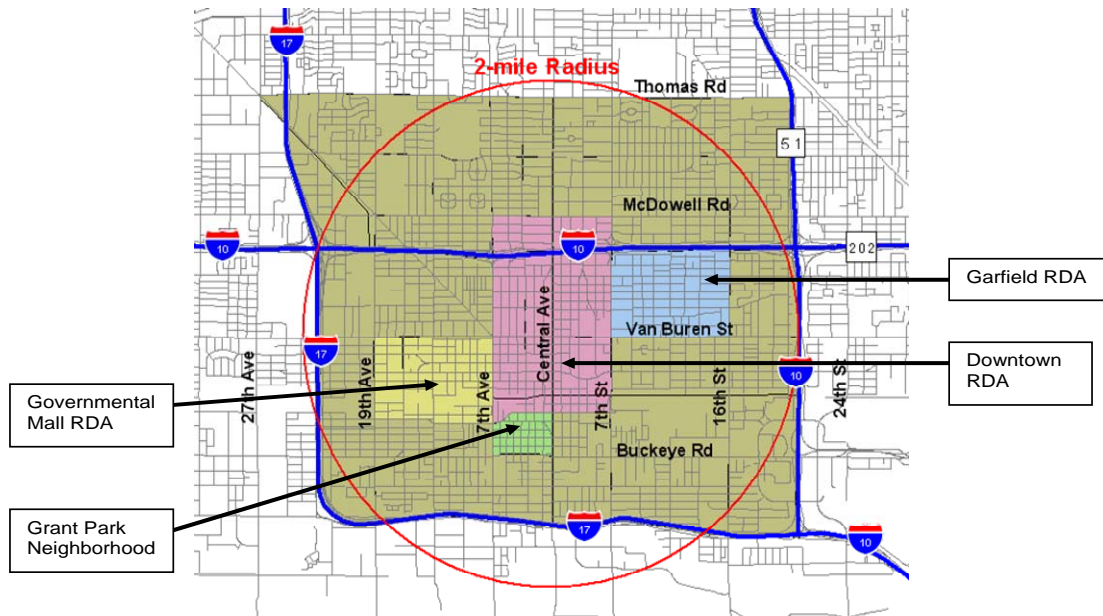 17
2-mile Radius
Thomas Rd
51
McDowell Rd
10
10
202
Garfield RDA
Van Buren St
Central Ave
Downtown
RDA
17
10
27th Ave
19th Ave
7th Ave
7th St
16th St
24th St
Governmental
Mall RDA
Buckeye Rd
Grant Park
Neighborhood
17
10